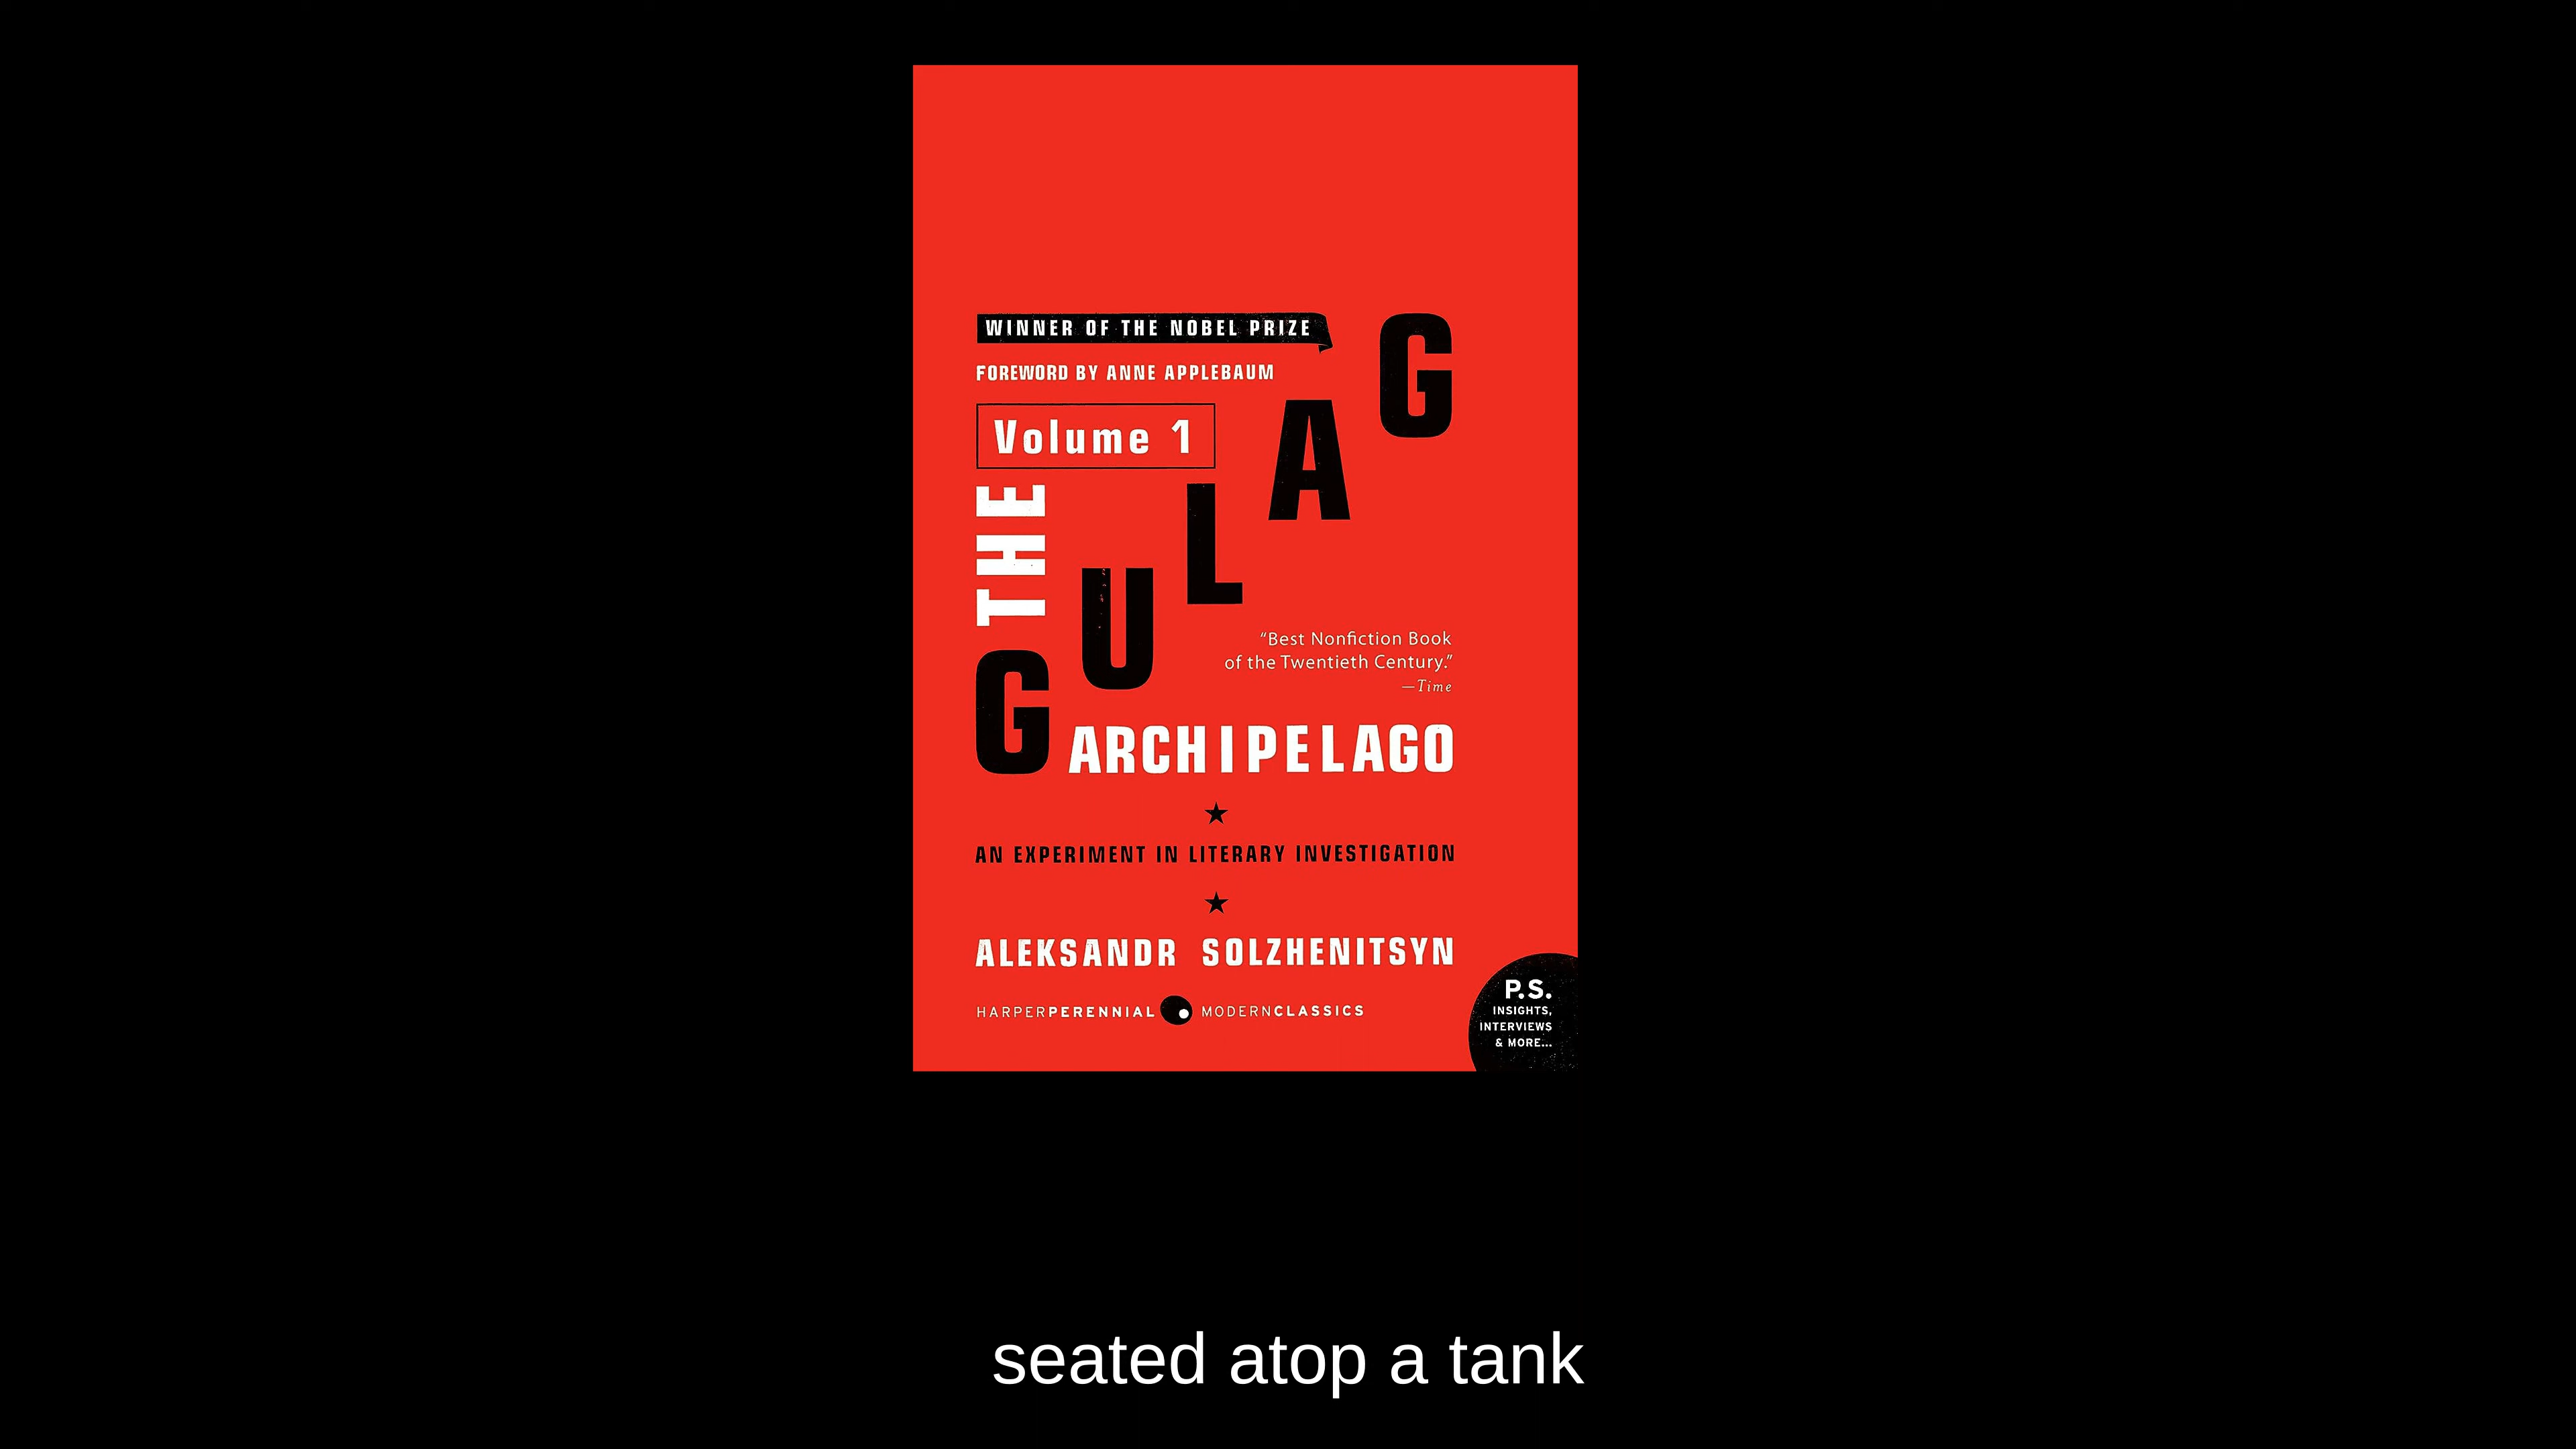 WINNER OF THE NOBEL PRIZE
FOREWORD BY ANNE APPLEBAUM
Volume 1
THE
GULAG
"Best Nonfiction Book
of the Twentieth Century."
—Time
ARCHIPELAGO
AN EXPERIMENT IN LITERARY INVESTIGATION
ALEKSANDR SOLZHENITSYN
HARPERPERENNIAL MODERNCLASSICS
P.S.
INSIGHTS,
INTERVIEWS
& MORE...
seated atop a tank